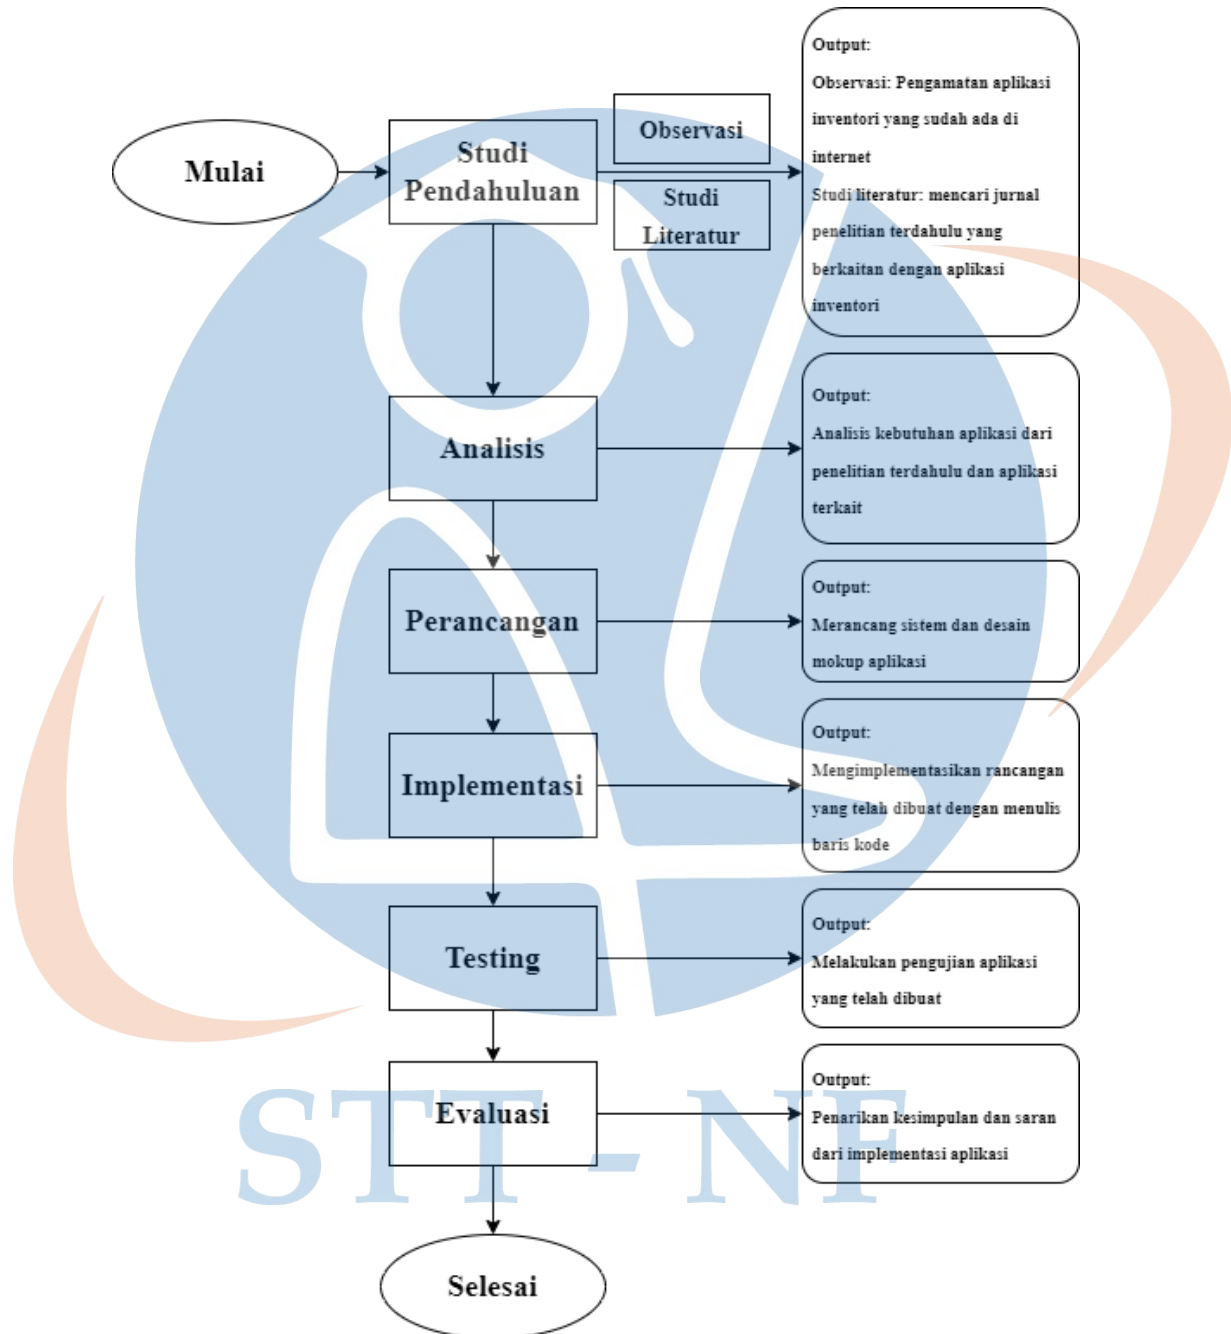 Mulai
Studi
Pendahuluan
Observasi
Studi
Literatur
Output:
Observasi: Pengamatan aplikasi
inventori yang sudah ada di
internet
Studi literatur: mencari jurnal
penelitian terdahulu yang
berkaitan dengan aplikasi
inventori
Analisis
Output:
Analisis kebutuhan aplikasi dari
penelitian terdahulu dan aplikasi
terkait
Perancangan
Output:
Merancang sistem dan desain
mokup aplikasi
Implementasi
Output:
Mengimplementasikan rancangan
yang telah dibuat dengan menulis
baris kode
Testing
Output:
Melakukan pengujian aplikasi
yang telah dibuat
Evaluasi
Output:
Penarikan kesimpulan dan saran
dari implementasi aplikasi
STT - NF
Selesai